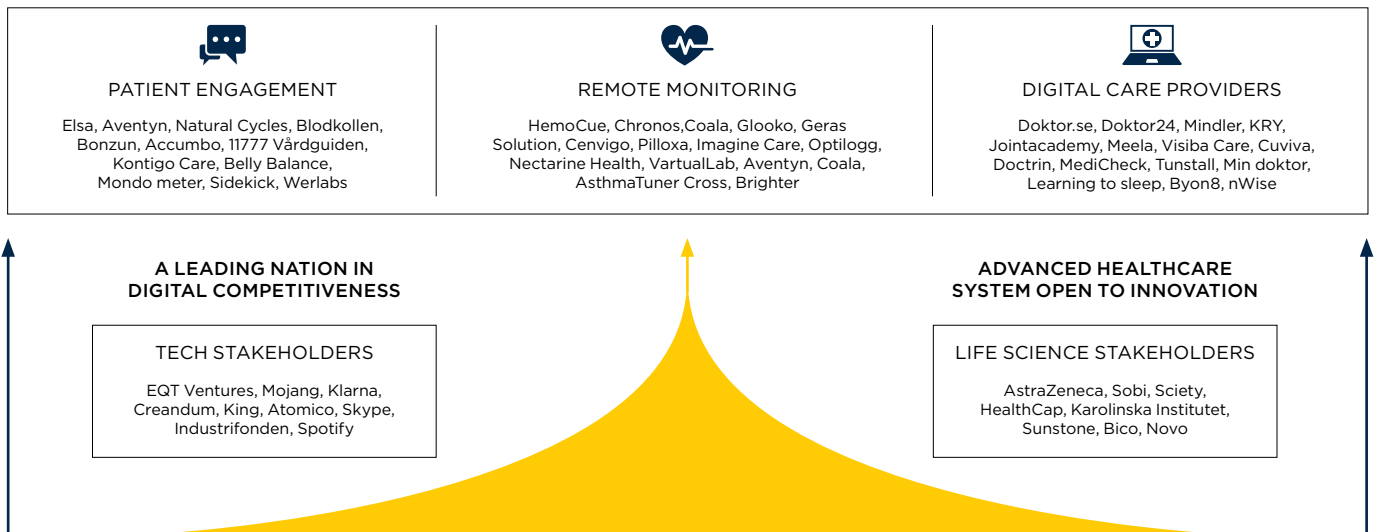 PATIENT ENGAGEMENT
Elsa, Aventyn, Natural Cycles, Blodkollen,
Bonzun, Accumbo, 11777 Vårdguiden,
Kontigo Care, Belly Balance,
Mondo meter, Sidekick, Werlabs
REMOTE MONITORING
HemoCue, Chronos,Coala, Glooko, Geras
Solution, Cenvigo, Pilloxa, Imagine Care, Optilogg,
Nectarine Health, VartualLab, Aventyn, Coala,
AsthmaTuner Cross, Brighter
DIGITAL CARE PROVIDERS
Doktor.se, Doktor24, Mindler, KRY,
Jointacademy, Meela, Visiba Care, Cuviva,
Doctrin, MediCheck, Tunstall, Min doktor,
Learning to sleep, Byon8, nWise
A LEADING NATION IN
DIGITAL COMPETITIVENESS
TECH STAKEHOLDERS
EQT Ventures, Mojang, Klarna,
Creandum, King, Atomico, Skype,
Industrifonden, Spotify
ADVANCED HEALTHCARE
SYSTEM OPEN TO INNOVATION
LIFE SCIENCE STAKEHOLDERS
AstraZeneca, Sobi, Sciety,
HealthCap, Karolinska Institutet,
Sunstone, Bico, Novo